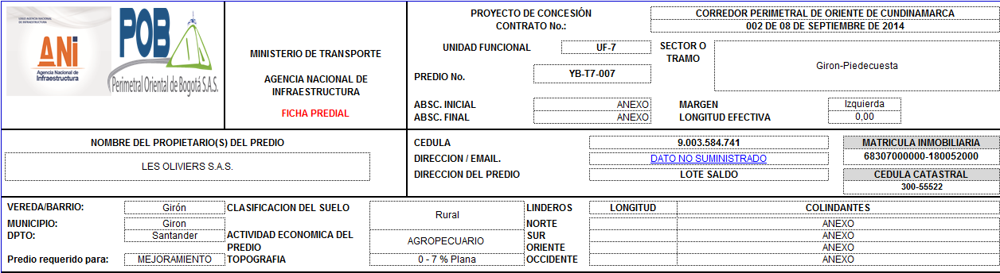 LOGO AGENCIA NACIONAL
DE INFRAESTRUCTURA
ANi
Agencia Nacional de
Infraestructura
POB
Perimetral Oriental de Bogotá S.A.S.
MINISTERIO DE TRANSPORTE
AGENCIA NACIONAL DE
INFRAESTRUCTURA
FICHA PREDIAL
PROYECTO DE CONCESIÓN CORREDOR PERIMETRAL DE ORIENTE DE CUNDINAMARCA
CONTRATO No.: 002 DE 08 DE SEPTIEMBRE DE 2014
UNIDAD FUNCIONAL UF-7
SECTOR O
TRAMO
Giron-Piedecuesta
PREDIO No. YB-T7-007
ABSC. INICIAL ANEXO MARGEN Izquierda
ABSC. FINAL ANEXO LONGITUD EFECTIVA 0,00
NOMBRE DEL PROPIETARIO(S) DEL PREDIO
LES OLIVIERS S.A.S.
CEDULA 9.003.584.741
DIRECCION / EMAIL. DATO NO SUMINISTRADO
DIRECCION DEL PREDIO LOTE SALDO
MATRICULA INMOBILIARIA
68307000000-180052000
CEDULA CATASTRAL
300-55522
VEREDA/BARRIO: Girón
MUNICIPIO: Giron
DPTO: Santander
Predio requerido para: MEJORAMIENTO
CLASIFICACION DEL SUELO Rural
ACTIVIDAD ECONOMICA DEL
PREDIO
AGROPECUARIO
TOPOGRAFIA 0 - 7 % Plana
LINDEROS LONGITUD COLINDANTES
NORTE ANEXO
SUR ANEXO
ORIENTE ANEXO
OCCIDENTE ANEXO